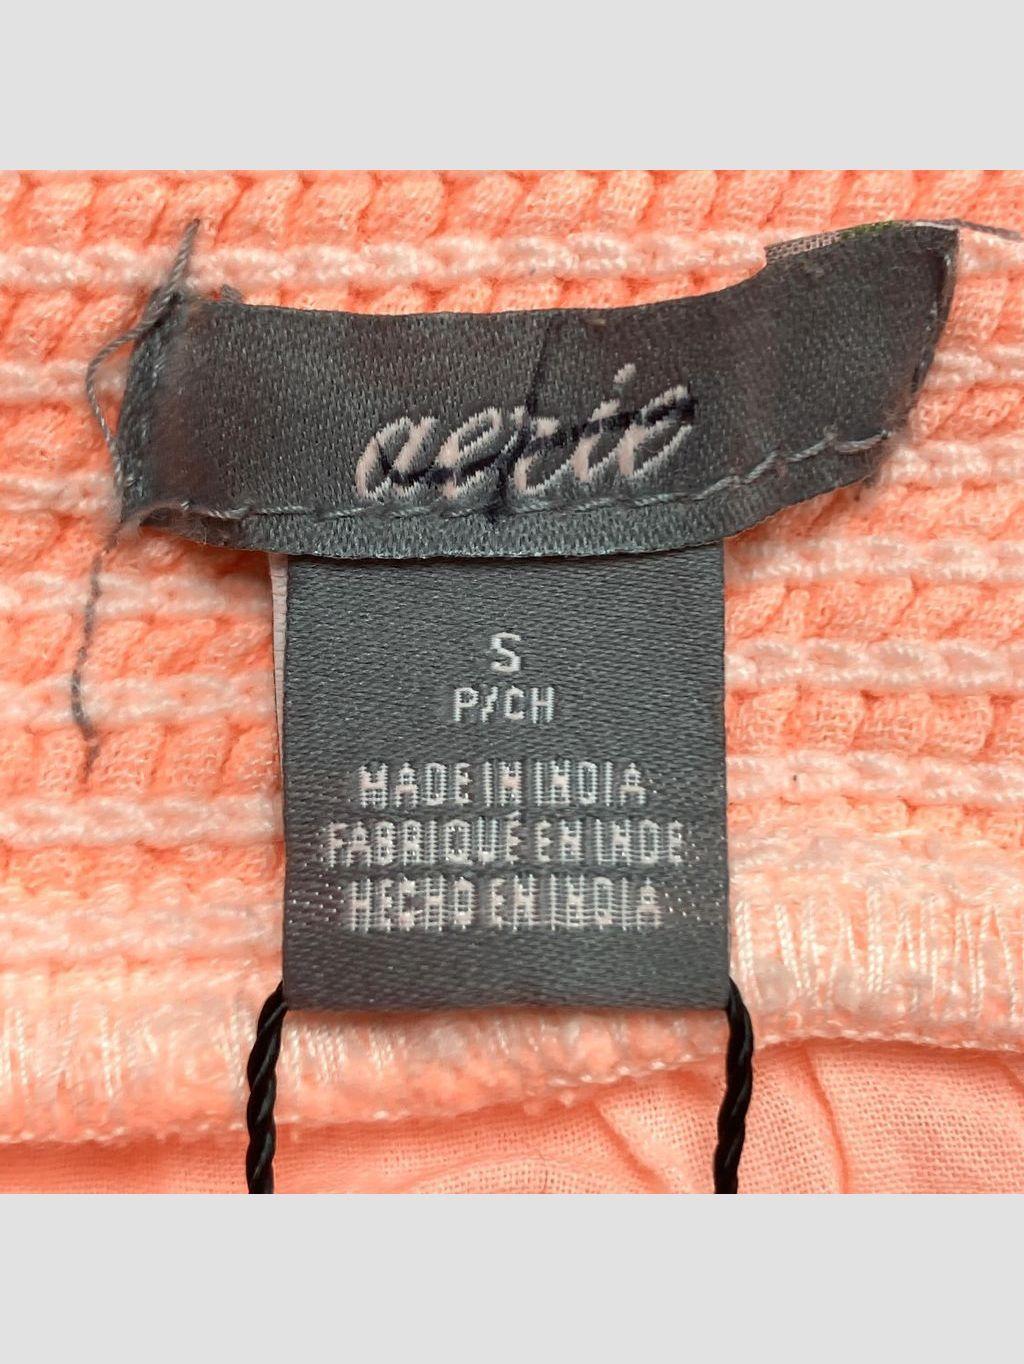 aerie
S
P/CH
MADE IN INDIA
FABRIQUÉ EN INDE
HECHO EN INDIA